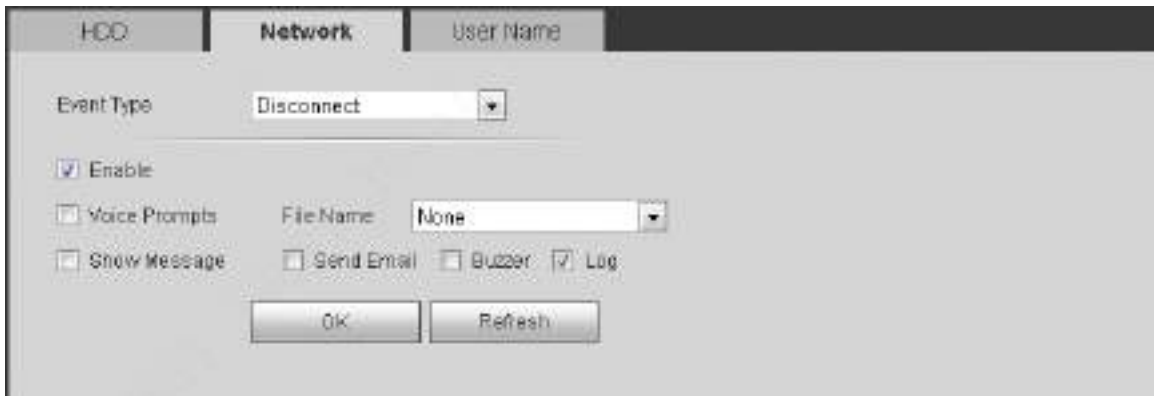 HDD Network User Name
Event Type Disconnect
Enable
Voice Prompts File Name None
Show Message Send Email Buzzer Log
OK Refresh